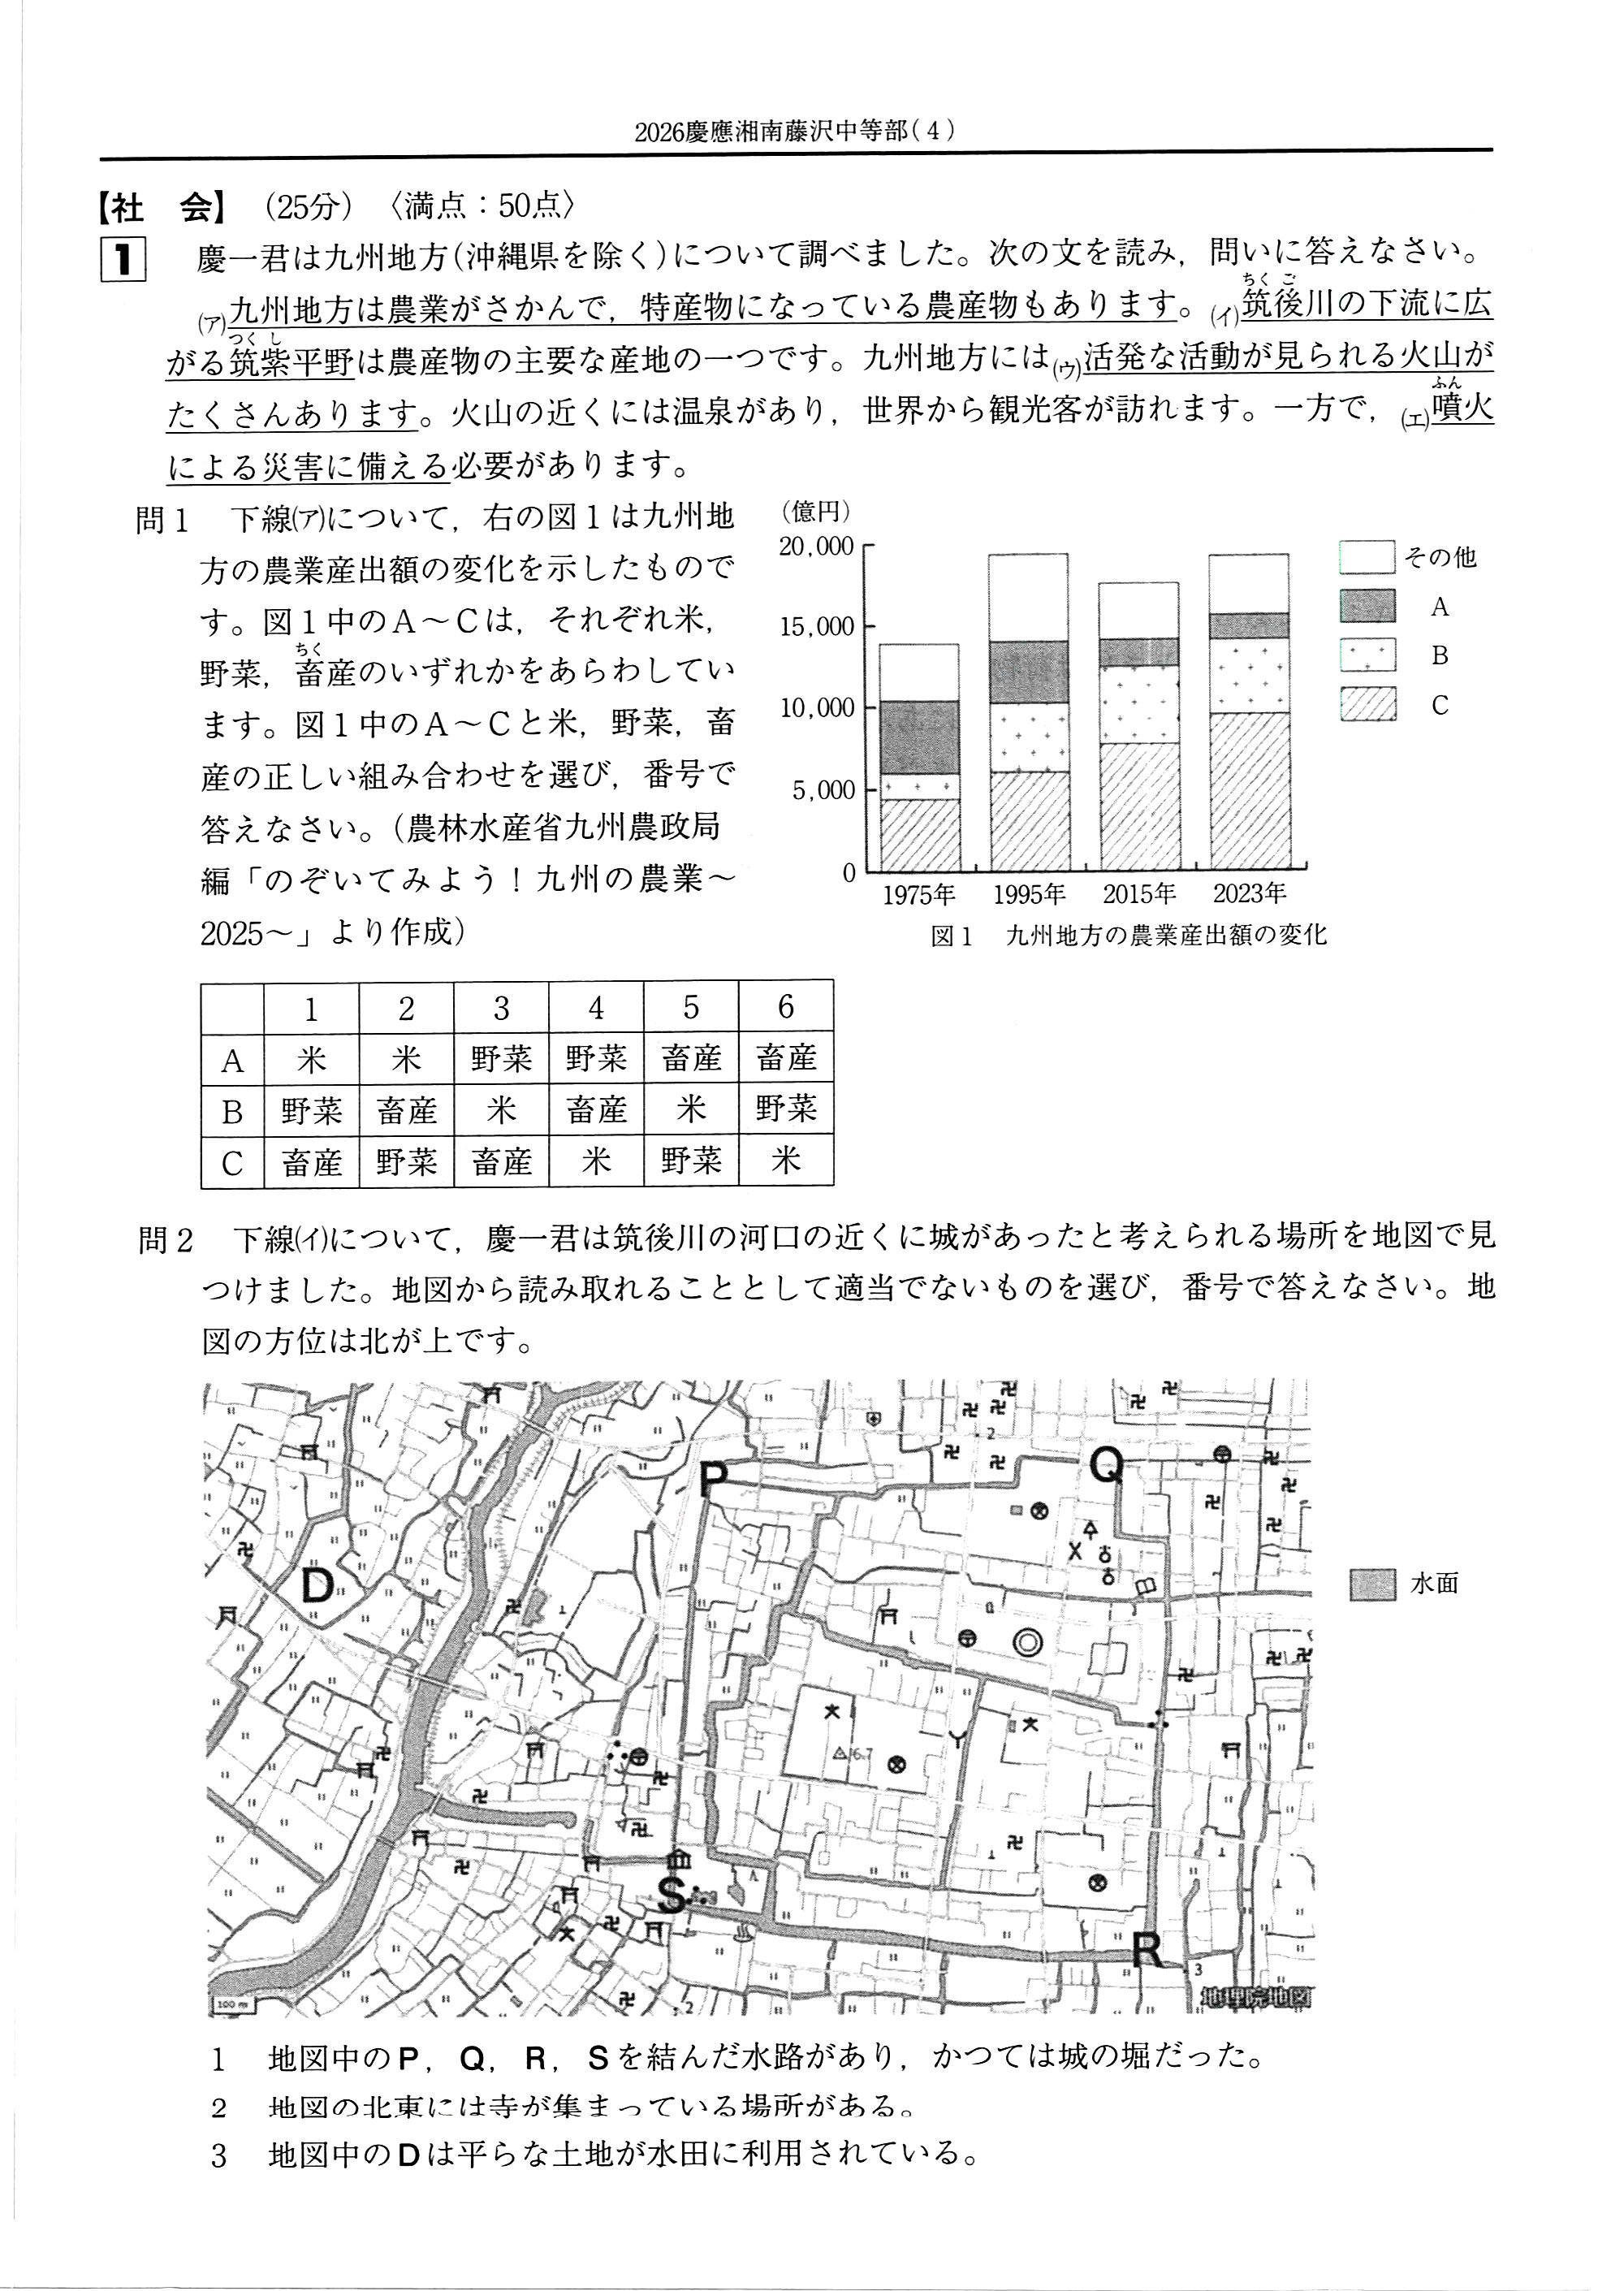 2026慶應湘南藤沢中等部(4)
【社　会】（25分）〈満点：50点〉
1　慶一君は九州地方(沖縄県を除く)について調べました。次の文を読み，問いに答えなさい。
(ア)九州地方は農業がさかんで，特産物になっている農産物もあります。(イ)筑後川の下流に広
ちくご
がる筑紫平野は農産物の主要な産地の一つです。九州地方には(ウ)活発な活動が見られる火山が
つくし
たくさんあります。火山の近くには温泉があり，世界から観光客が訪れます。一方で，(エ)噴火
ふん
による災害に備える必要があります。
問1　下線(ア)について，右の図1は九州地
方の農業産出額の変化を示したもので
す。図1中のA～Cは，それぞれ米，
野菜，畜産のいずれかをあらわしてい
ちく
ます。図1中のA～Cと米，野菜，畜
産の正しい組み合わせを選び，番号で
答えなさい。（農林水産省九州農政局
編「のぞいてみよう！九州の農業～
2025～」より作成）
（億円）
20,000
15,000
10,000
5,000
0
1975年　1995年　2015年　2023年
その他
A
B
C
図1　九州地方の農業産出額の変化
1　2　3　4　5　6
A　米　米　野菜　野菜　畜産　畜産
B　野菜　畜産　米　畜産　米　野菜
C　畜産　野菜　畜産　米　野菜　米
問2　下線(イ)について，慶一君は筑後川の河口の近くに城があったと考えられる場所を地図で見
つけました。地図から読み取れることとして適当でないものを選び，番号で答えなさい。地
図の方位は北が上です。
P
Q
D
S
R
2
6.7
3
2
100 m
地理院地図
水面
1　地図中のP，Q，R，Sを結んだ水路があり，かつては城の堀だった。
2　地図の北東には寺が集まっている場所がある。
3　地図中のDは平らな土地が水田に利用されている。